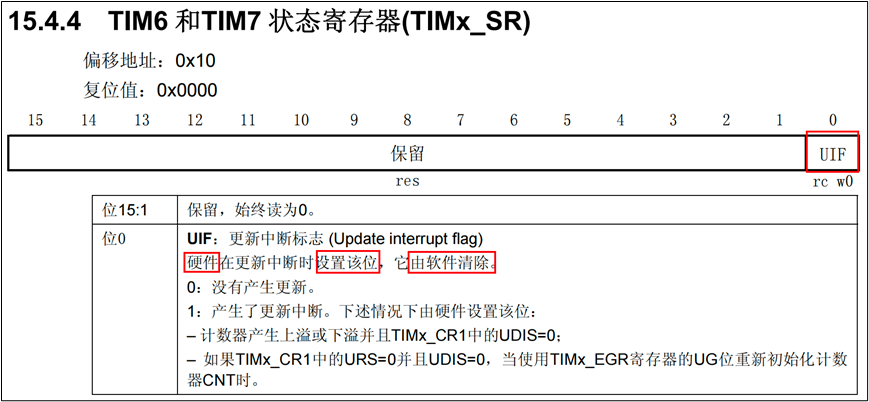 15.4.4 TIM6 和TIM7 状态寄存器(TIMx_SR)
偏移地址：0x10
复位值：0x0000
15 14 13 12 11 10 9 8 7 6 5 4 3 2 1 0
保留 UIF
res rc w0
位15:1 保留，始终读为0。
位0 UIF：更新中断标志 (Update interrupt flag)
硬件在更新中断时设置该位，它由软件清除。
0：没有产生更新。
1：产生了更新中断。下述情况下由硬件设置该位：
– 计数器产生上溢或下溢并且TIMx_CR1中的UDIS=0；
– 如果TIMx_CR1中的URS=0并且UDIS=0，当使用TIMx_EGR寄存器的UG位重新初始化计数
器CNT时。